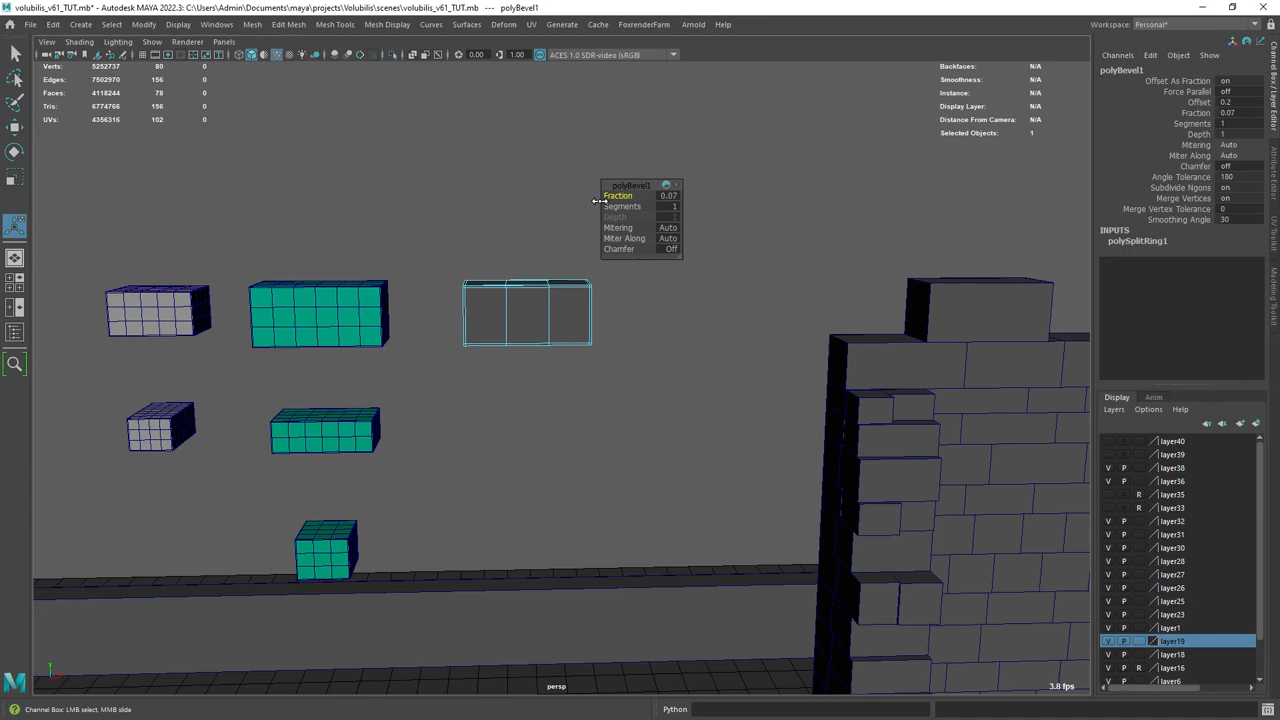 volubilis_v61_TUT.mb* - Autodesk MAYA 2022.3: C:\Users\Admin\Documents\maya\projects\Volubilis\scenes\volubilis_v61_TUT.mb* --- polyBevel1
File Edit Create Select Modify Display Windows Mesh Edit Mesh Mesh Tools Mesh Display Curves Surfaces Deform UV Generate Cache FoxrenderFarm Arnold Help
Workspace: Personal*
View Shading Lighting Show Renderer Panels
0.00 1.00 ACES 1.0 SDR-video (sRGB)
Verts: 5252737 80 0
Edges: 7502970 156 0
Faces: 4118244 78 0
Tris: 6774766 156 0
UVs: 4356316 102 0
Backfaces: N/A
Smoothness: N/A
Instance: N/A
Display Layer: N/A
Distance From Camera: N/A
Selected Objects: 1
polyBevel1
Fraction 0.07
Segments 1
Depth 1
Mitering Auto
Miter Along Auto
Chamfer Off
y
persp
3.8 fps
Channels Edit Object Show
polyBevel1
Offset As Fraction on
Force Parallel off
Offset 0.2
Fraction 0.07
Segments 1
Depth 1
Mitering Auto
Miter Along Auto
Chamfer off
Angle Tolerance 180
Subdivide Ngons on
Merge Vertices on
Merge Vertex Tolerance 0
Smoothing Angle 30
INPUTS
polySplitRing1
Display Anim
Layers Options Help
layer40
layer39
V P layer38
V P layer36
R layer35
R layer33
V P layer32
V P layer31
V P layer30
V P layer28
V P layer27
V P layer26
V P layer25
V P layer23
V P layer1
V P layer19
V P layer18
V P R layer16
V P layer6
Channel Box / Layer Editor
Attribute Editor
UV Toolkit
Channel Box: LMB select, MMB slide
Python